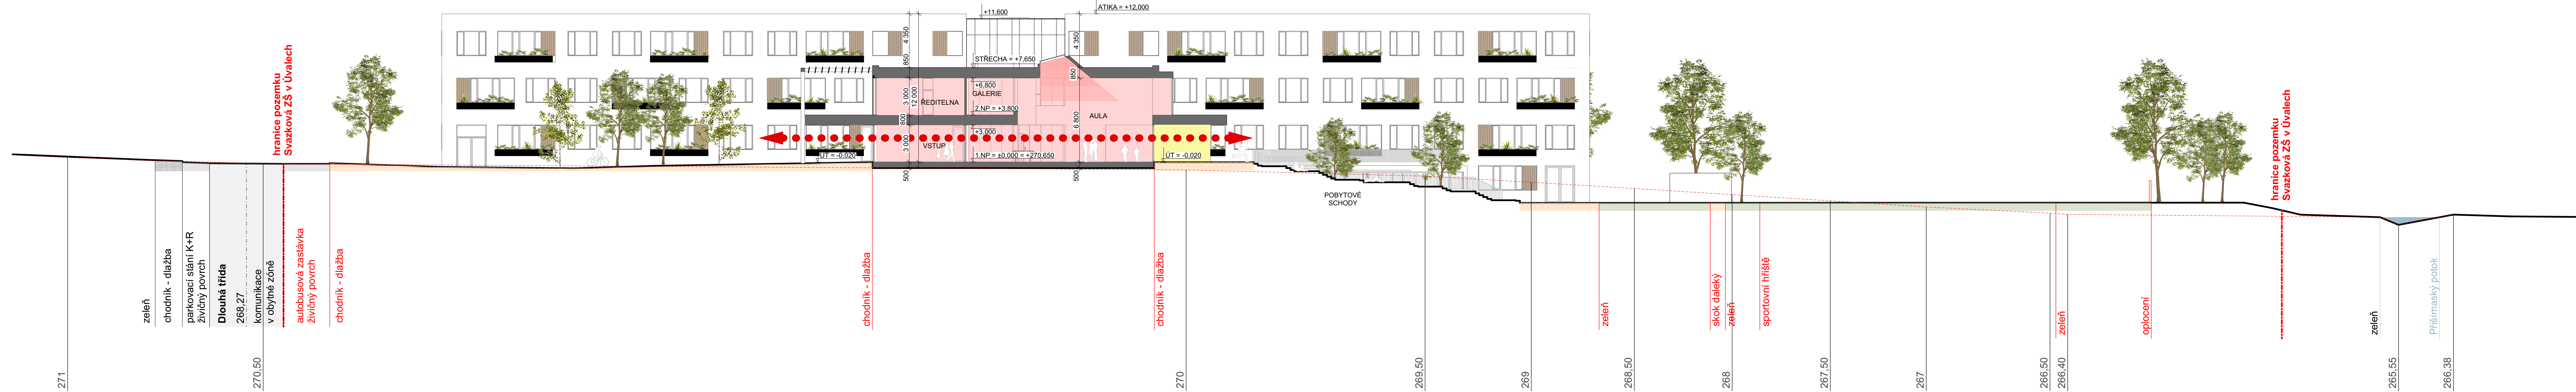 +11,600
ATIKA = +12,000
4 350
4 350
850
STŘECHA = +7,650
850
3 000
12 000
ŘEDITELNA
+6,800
GALERIE
2.NP = +3,800
AULA
6 800
800
+3,000
3 000
VSTUP
ÚT = -0,020
1.NP = ±0,000 = +270,650
ÚT = -0,020
500
500
POBYTOVÉ
SCHODY
hranice pozemku
Svazková ZŠ v Úvalech
hranice pozemku
Svazková ZŠ v Úvalech
zeleň
chodník - dlažba
parkovací stání K+R
živičný povrch
Dlouhá třída
268,27
komunikace
v obytné zóně
autobusová zastávka
živičný povrch
chodník - dlažba
chodník - dlažba
chodník - dlažba
zeleň
skok daleký
zeleň
sportovní hřiště
zeleň
oplocení
zeleň
Přišimaský potok
271
270,50
270
269,50
269
268,50
268
267,50
267
266,50
266,40
265,55
266,38